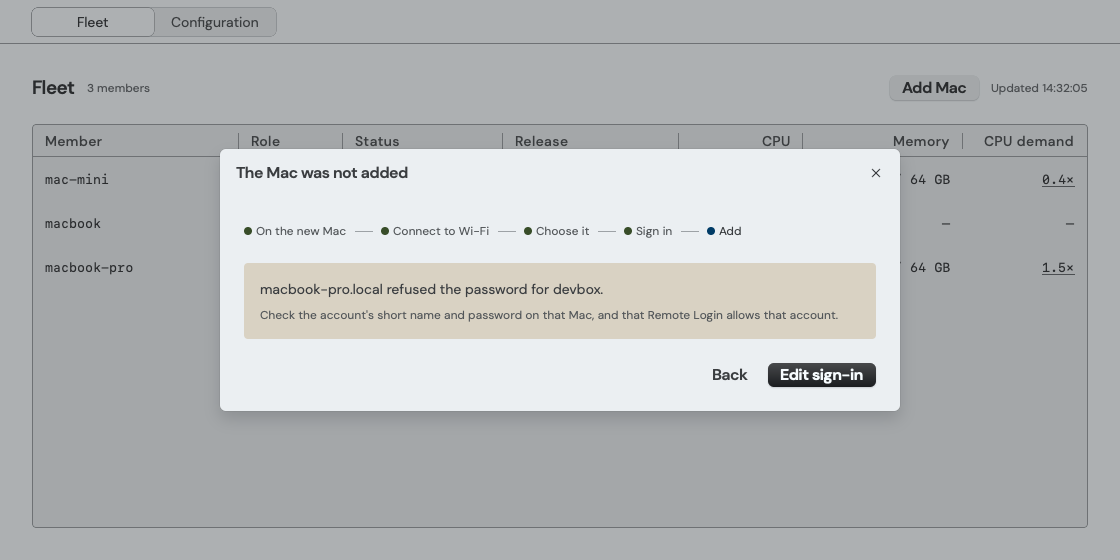 Fleet Configuration
Fleet 3 members Add Mac Updated 14:32:05
Member Role Status Release CPU Memory CPU demand
The Mac was not added ×
mac-mini 64 GB 0.4×
macbook — —
On the new Mac Connect to Wi-Fi Choose it Sign in Add
macbook-pro 64 GB 1.5×
macbook-pro.local refused the password for devbox.
Check the account's short name and password on that Mac, and that Remote Login allows that account.
Back Edit sign-in